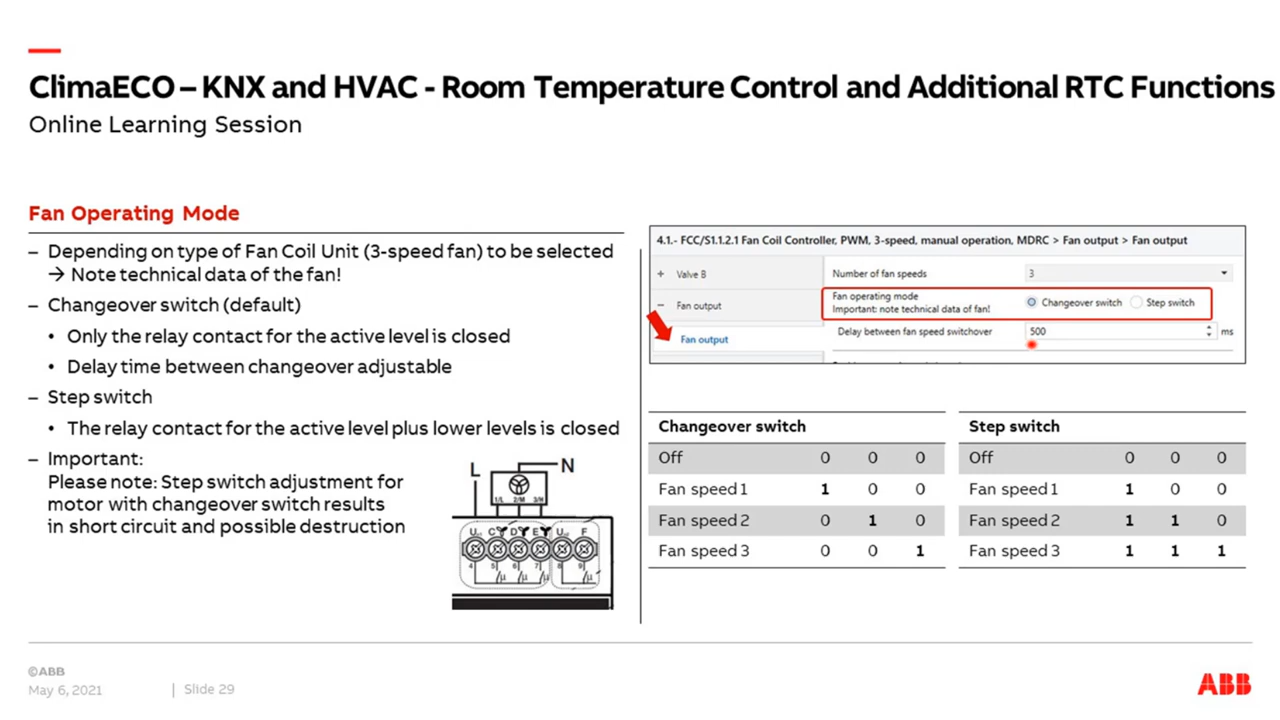 ClimaECO – KNX and HVAC - Room Temperature Control and Additional RTC Functions
Online Learning Session
Fan Operating Mode
– Depending on type of Fan Coil Unit (3-speed fan) to be selected
→ Note technical data of the fan!
– Changeover switch (default)
• Only the relay contact for the active level is closed
• Delay time between changeover adjustable
– Step switch
• The relay contact for the active level plus lower levels is closed
– Important:
Please note: Step switch adjustment for
motor with changeover switch results
in short circuit and possible destruction
L N
1/L 2/M 3/H
C D E F
4 5 6 7 8 9
4.1.- FCC/S1.1.2.1 Fan Coil Controller, PWM, 3-speed, manual operation, MDRC > Fan output > Fan output
+ Valve B
Number of fan speeds 3
– Fan output
Fan operating mode
Important: note technical data of fan!
Changeover switch Step switch
Fan output
Delay between fan speed switchover 500 ms
Changeover switch
Off 0 0 0
Fan speed 1 1 0 0
Fan speed 2 0 1 0
Fan speed 3 0 0 1
Step switch
Off 0 0 0
Fan speed 1 1 0 0
Fan speed 2 1 1 0
Fan speed 3 1 1 1
©ABB
May 6, 2021 | Slide 29
ABB